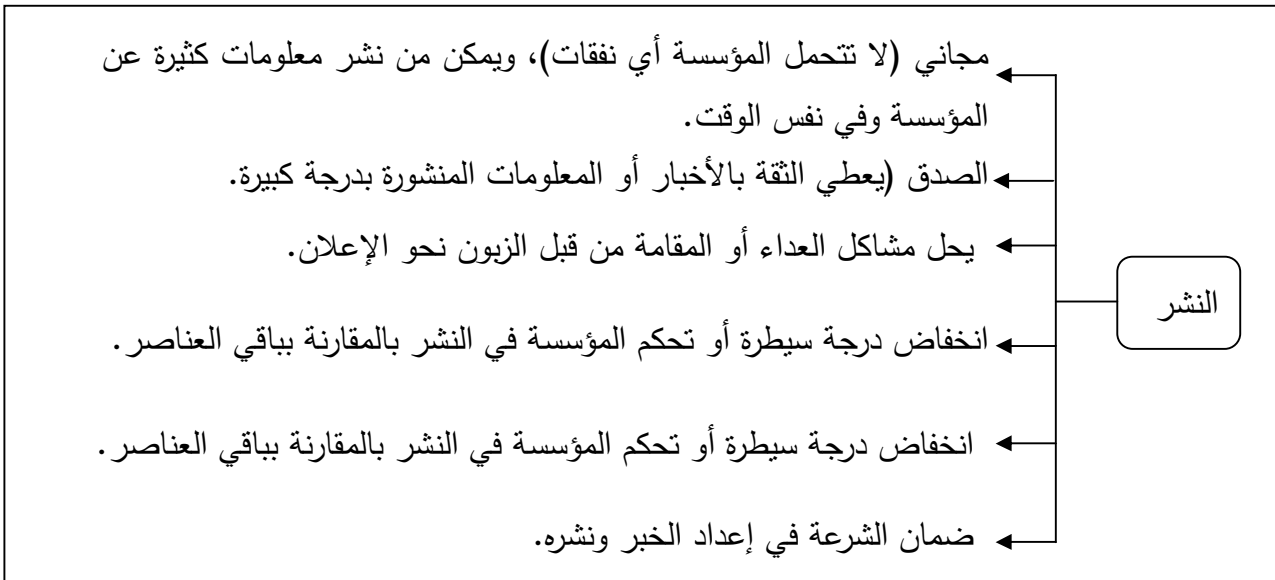 مجاني (لا تتحمل المؤسسة أي نفقات)، ويمكن من نشر معلومات كثيرة عن
المؤسسة وفي نفس الوقت.
الصدق (يعطي الثقة بالأخبار أو المعلومات المنشورة بدرجة كبيرة.
يحل مشاكل العداء أو المقامة من قبل الزبون نحو الإعلان.
النشر
انخفاض درجة سيطرة أو تحكم المؤسسة في النشر بالمقارنة بباقي العناصر.
انخفاض درجة سيطرة أو تحكم المؤسسة في النشر بالمقارنة بباقي العناصر.
ضمان الشرعة في إعداد الخبر ونشره.